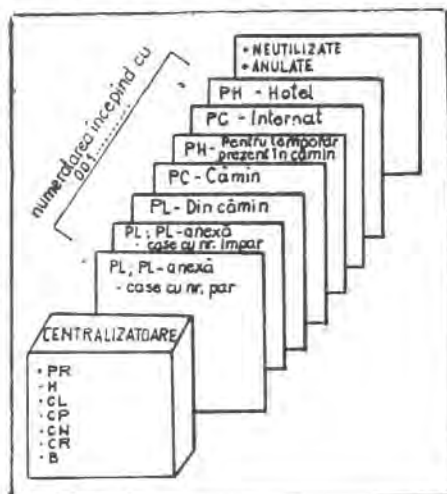 • NEUTILIZATE
• ANULATE
PH - Hotel
PC - Internat
PH - Pentru temporar
prezent în cămin
PC - Cămin
PL - Din cămin
PL; PL-anexă
- case cu nr. impar
PL; PL-anexă
- case cu nr. par
numerotarea începind cu
001...........
CENTRALIZATOARE
• PR
• H
• CL
• CP
• CN
• CR
• B